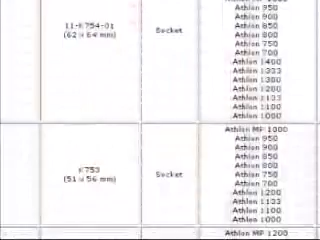 Athlon 950
Athlon 900
Athlon 850
Athlon 800
Athlon 750
Athlon 700
Athlon 1400
Athlon 1333
Athlon 1300
Athlon 1200
Athlon 1133
Athlon 1100
Athlon 1000
11-K754-01
(62 x 64 mm)
Socket
Athlon MP 1000
Athlon 950
Athlon 900
Athlon 850
Athlon 800
Athlon 750
Athlon 700
Athlon 1200
Athlon 1133
Athlon 1100
Athlon 1000
K753
(51 x 56 mm)
Socket
Athlon MP 1200